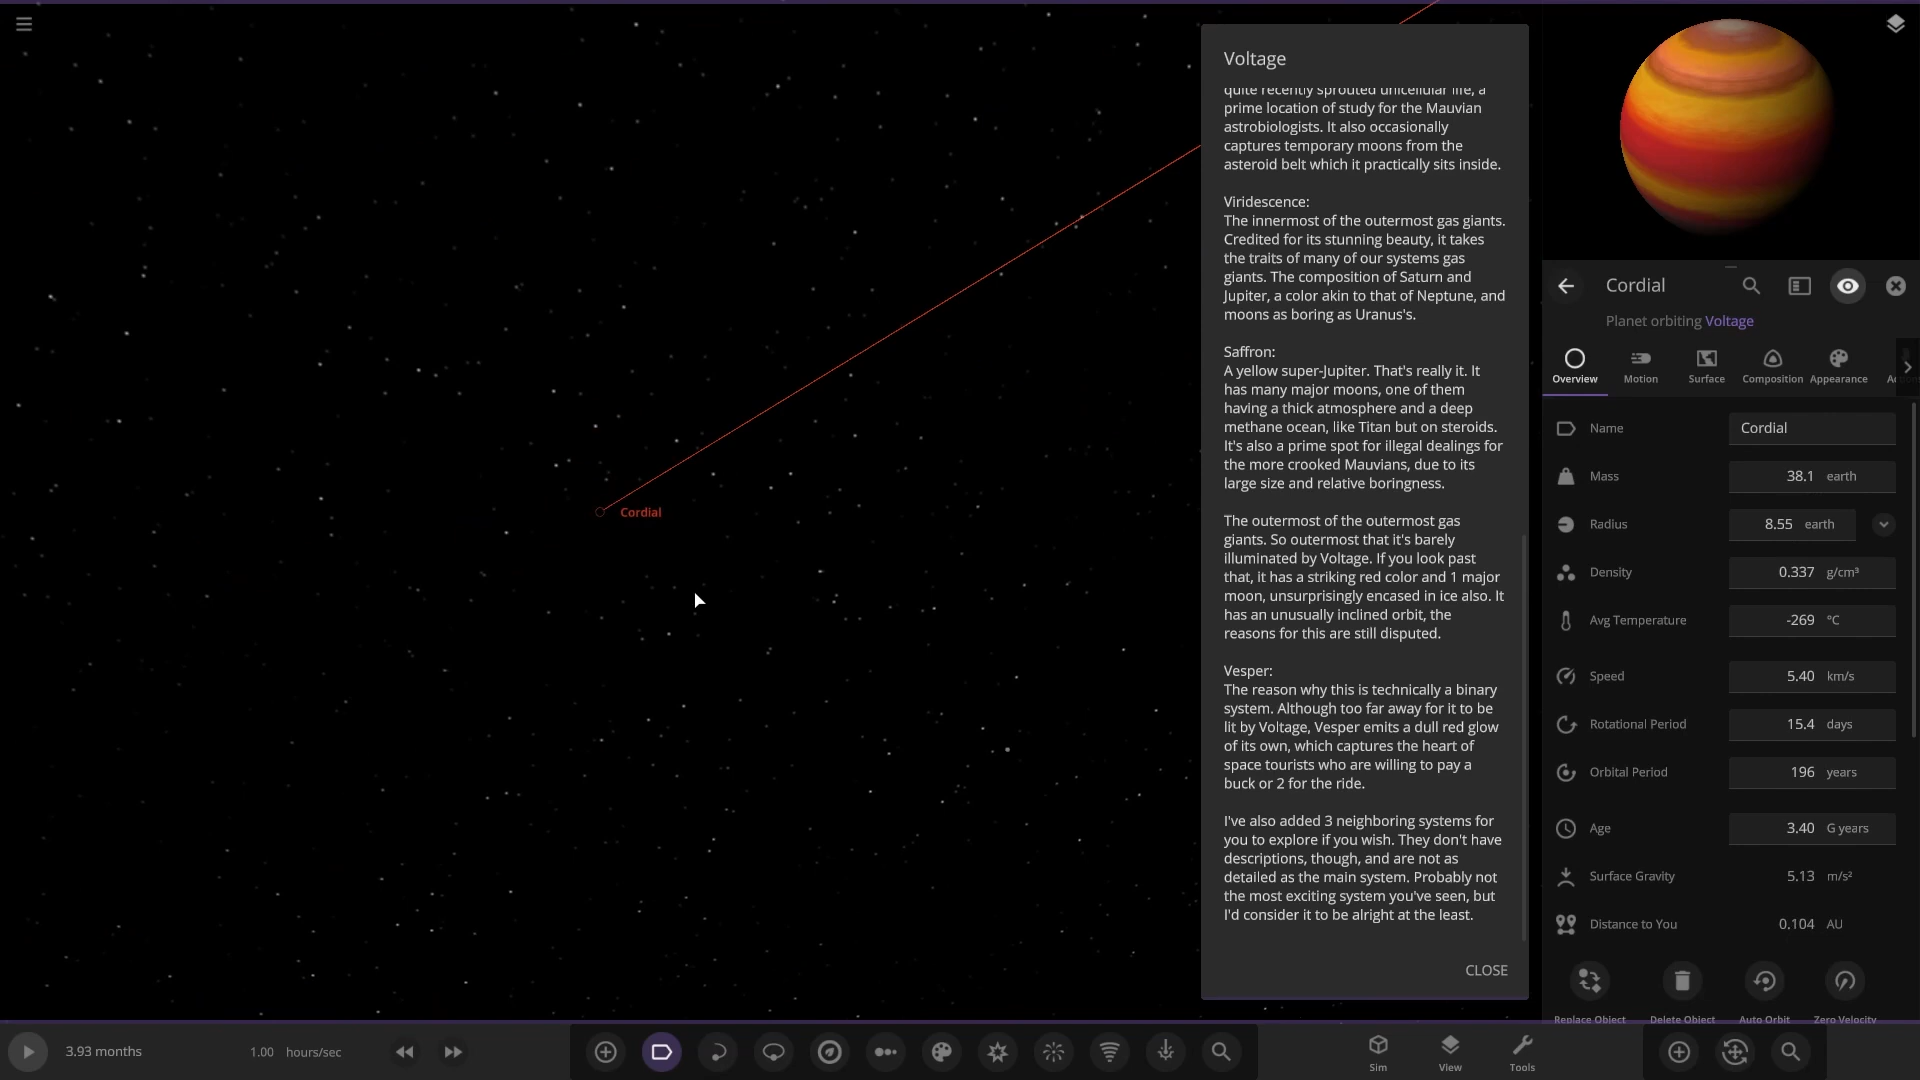 Voltage
quite recently sprouted unicellular life, a
prime location of study for the Mauvian
astrobiologists. It also occasionally
captures temporary moons from the
asteroid belt which it practically sits inside.
Viridescence:
The innermost of the outermost gas giants.
Credited for its stunning beauty, it takes
the traits of many of our systems gas
giants. The composition of Saturn and
Jupiter, a color akin to that of Neptune, and
moons as boring as Uranus's.
Saffron:
A yellow super-Jupiter. That's really it. It
has many major moons, one of them
having a thick atmosphere and a deep
methane ocean, like Titan but on steroids.
It's also a prime spot for illegal dealings for
the more crooked Mauvians, due to its
large size and relative boringness.
The outermost of the outermost gas
giants. So outermost that it's barely
illuminated by Voltage. If you look past
that, it has a striking red color and 1 major
moon, unsurprisingly encased in ice also. It
has an unusually inclined orbit, the
reasons for this are still disputed.
Vesper:
The reason why this is technically a binary
system. Although too far away for it to be
lit by Voltage, Vesper emits a dull red glow
of its own, which captures the heart of
space tourists who are willing to pay a
buck or 2 for the ride.
I've also added 3 neighboring systems for
you to explore if you wish. They don't have
descriptions, though, and are not as
detailed as the main system. Probably not
the most exciting system you've seen, but
I'd consider it to be alright at the least.
CLOSE
Cordial
Cordial
Planet orbiting Voltage
Overview Motion Surface Composition Appearance
Name Cordial
Mass 38.1 earth
Radius 8.55 earth
Density 0.337 g/cm³
Avg Temperature -269 °C
Speed 5.40 km/s
Rotational Period 15.4 days
Orbital Period 196 years
Age 3.40 G years
Surface Gravity 5.13 m/s²
Distance to You 0.104 AU
Replace Object Delete Object Auto Orbit Zero Velocity
3.93 months 1.00 hours/sec
Sim View Tools